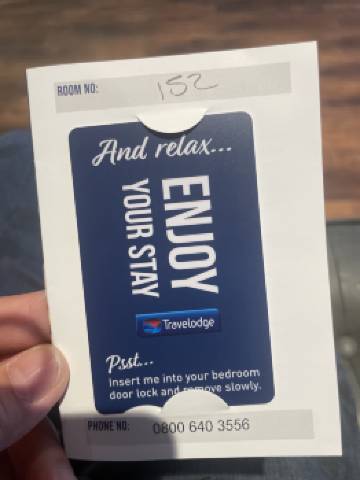 ROOM NO: 152
And relax...
ENJOY
YOUR STAY
Travelodge
Psst...
Insert me into your bedroom
door lock and remove slowly.
PHONE NO: 0800 640 3556